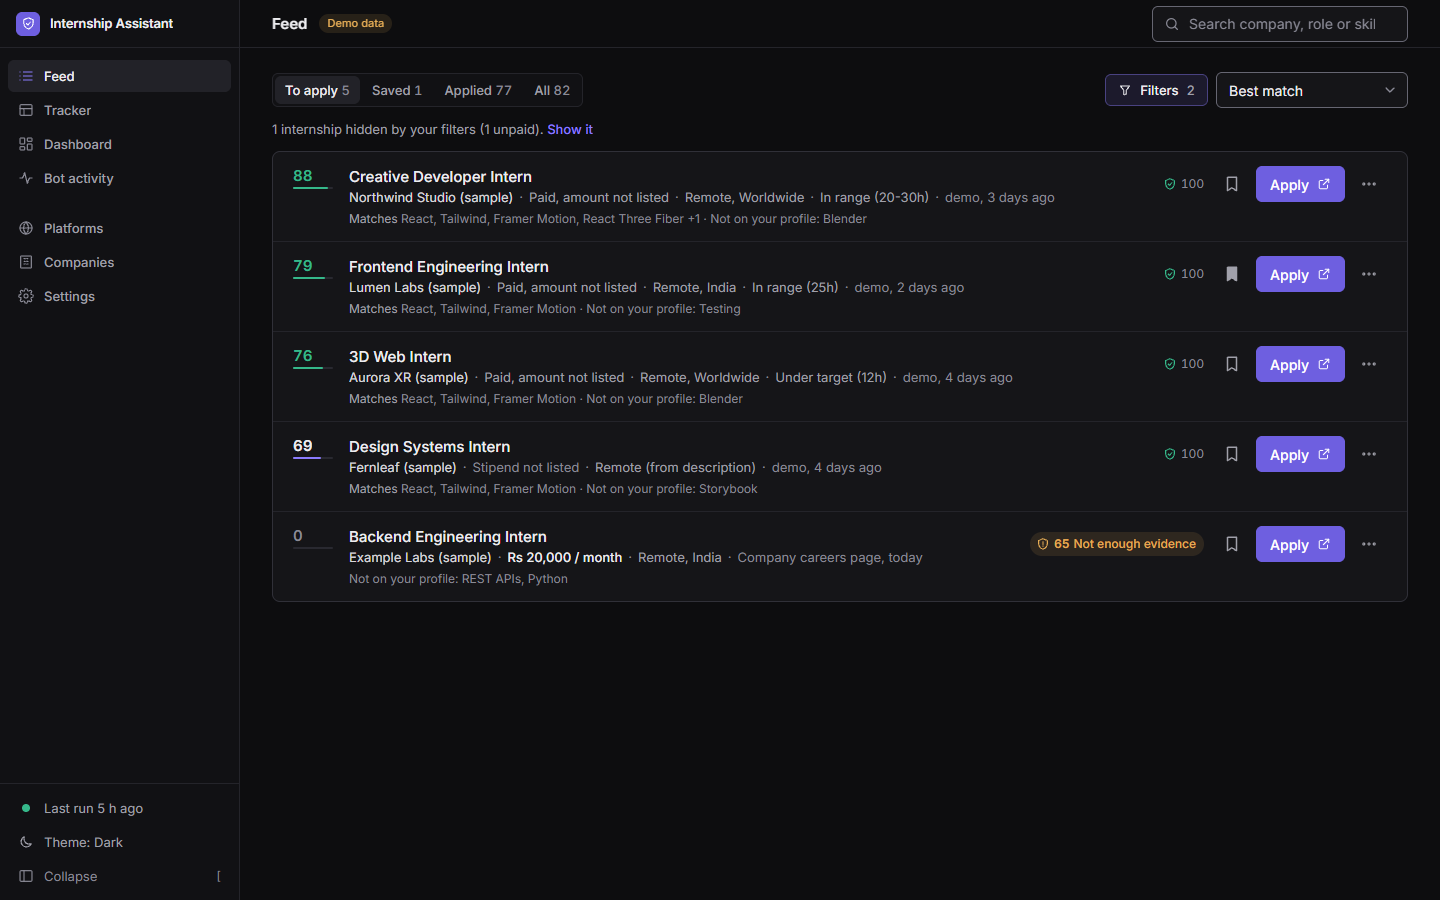 Internship Assistant
Feed
Tracker
Dashboard
Bot activity
Platforms
Companies
Settings
Last run 5 h ago
Theme: Dark
Collapse [
Feed Demo data
Search company, role or skil
To apply 5 Saved 1 Applied 77 All 82
Filters 2 Best match
1 internship hidden by your filters (1 unpaid). Show it
88 Creative Developer Intern
Northwind Studio (sample) · Paid, amount not listed · Remote, Worldwide · In range (20-30h) · demo, 3 days ago
Matches React, Tailwind, Framer Motion, React Three Fiber +1 · Not on your profile: Blender
100 Apply
79 Frontend Engineering Intern
Lumen Labs (sample) · Paid, amount not listed · Remote, India · In range (25h) · demo, 2 days ago
Matches React, Tailwind, Framer Motion · Not on your profile: Testing
100 Apply
76 3D Web Intern
Aurora XR (sample) · Paid, amount not listed · Remote, Worldwide · Under target (12h) · demo, 4 days ago
Matches React, Tailwind, Framer Motion · Not on your profile: Blender
100 Apply
69 Design Systems Intern
Fernleaf (sample) · Stipend not listed · Remote (from description) · demo, 4 days ago
Matches React, Tailwind, Framer Motion · Not on your profile: Storybook
100 Apply
0 Backend Engineering Intern
Example Labs (sample) · Rs 20,000 / month · Remote, India · Company careers page, today
Not on your profile: REST APIs, Python
65 Not enough evidence Apply